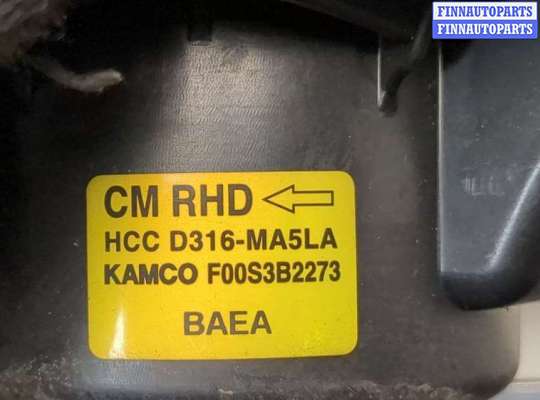 FINNAUTOPARTS
FINNAUTOPARTS
CM RHD
HCC D316-MA5LA
KAMCO F00S3B2273
BAEA